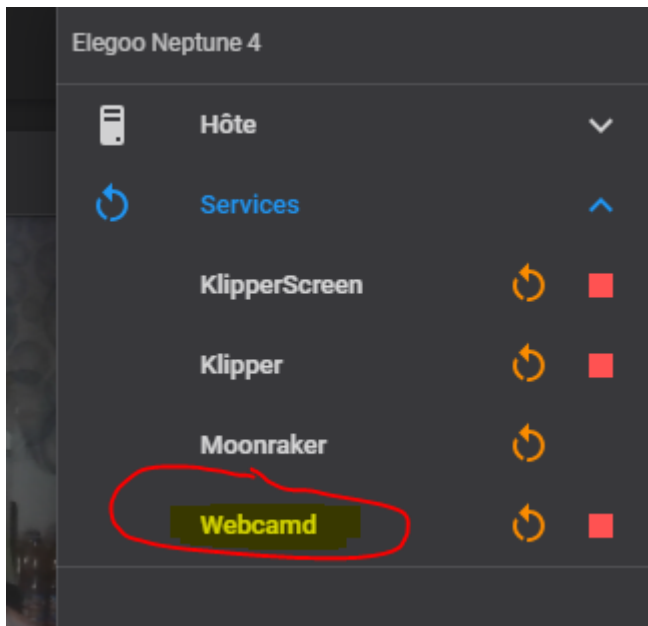 Elegoo Neptune 4
Hôte
Services
KlipperScreen
Klipper
Moonraker
Webcamd